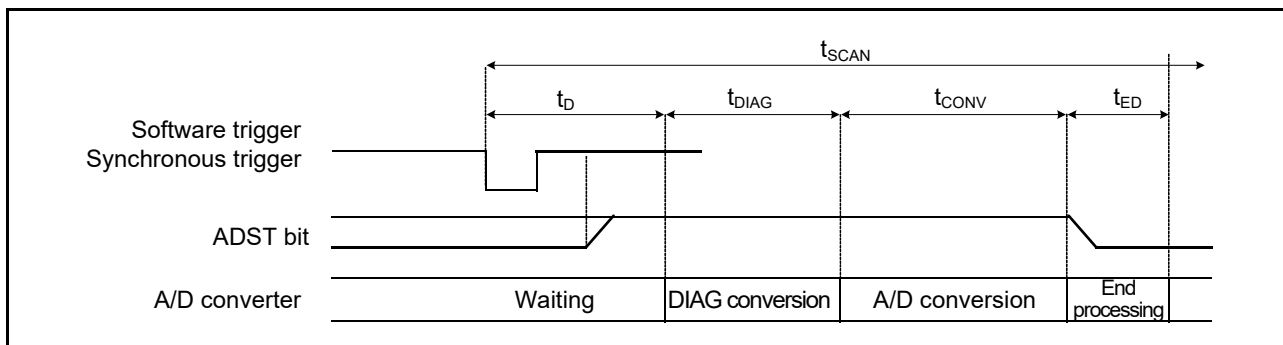 tSCAN
tD tDIAG tCONV tED
Software trigger
Synchronous trigger
ADST bit
A/D converter Waiting DIAG conversion A/D conversion End
processing